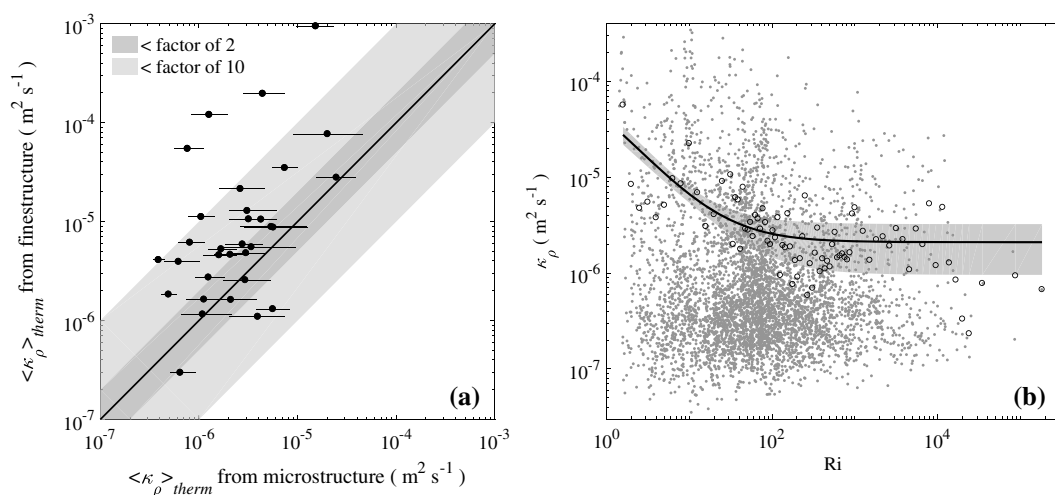 10^-3
10^-4
10^-5
10^-6
10^-7
<κ_ρ>_therm from finestructure ( m^2 s^-1 )
< factor of 2
< factor of 10
(a)
10^-7 10^-6 10^-5 10^-4 10^-3
<κ_ρ>_therm from microstructure ( m^2 s^-1 )
10^-4
10^-5
10^-6
10^-7
κ_ρ ( m^2 s^-1 )
(b)
10^0 10^2 10^4
Ri